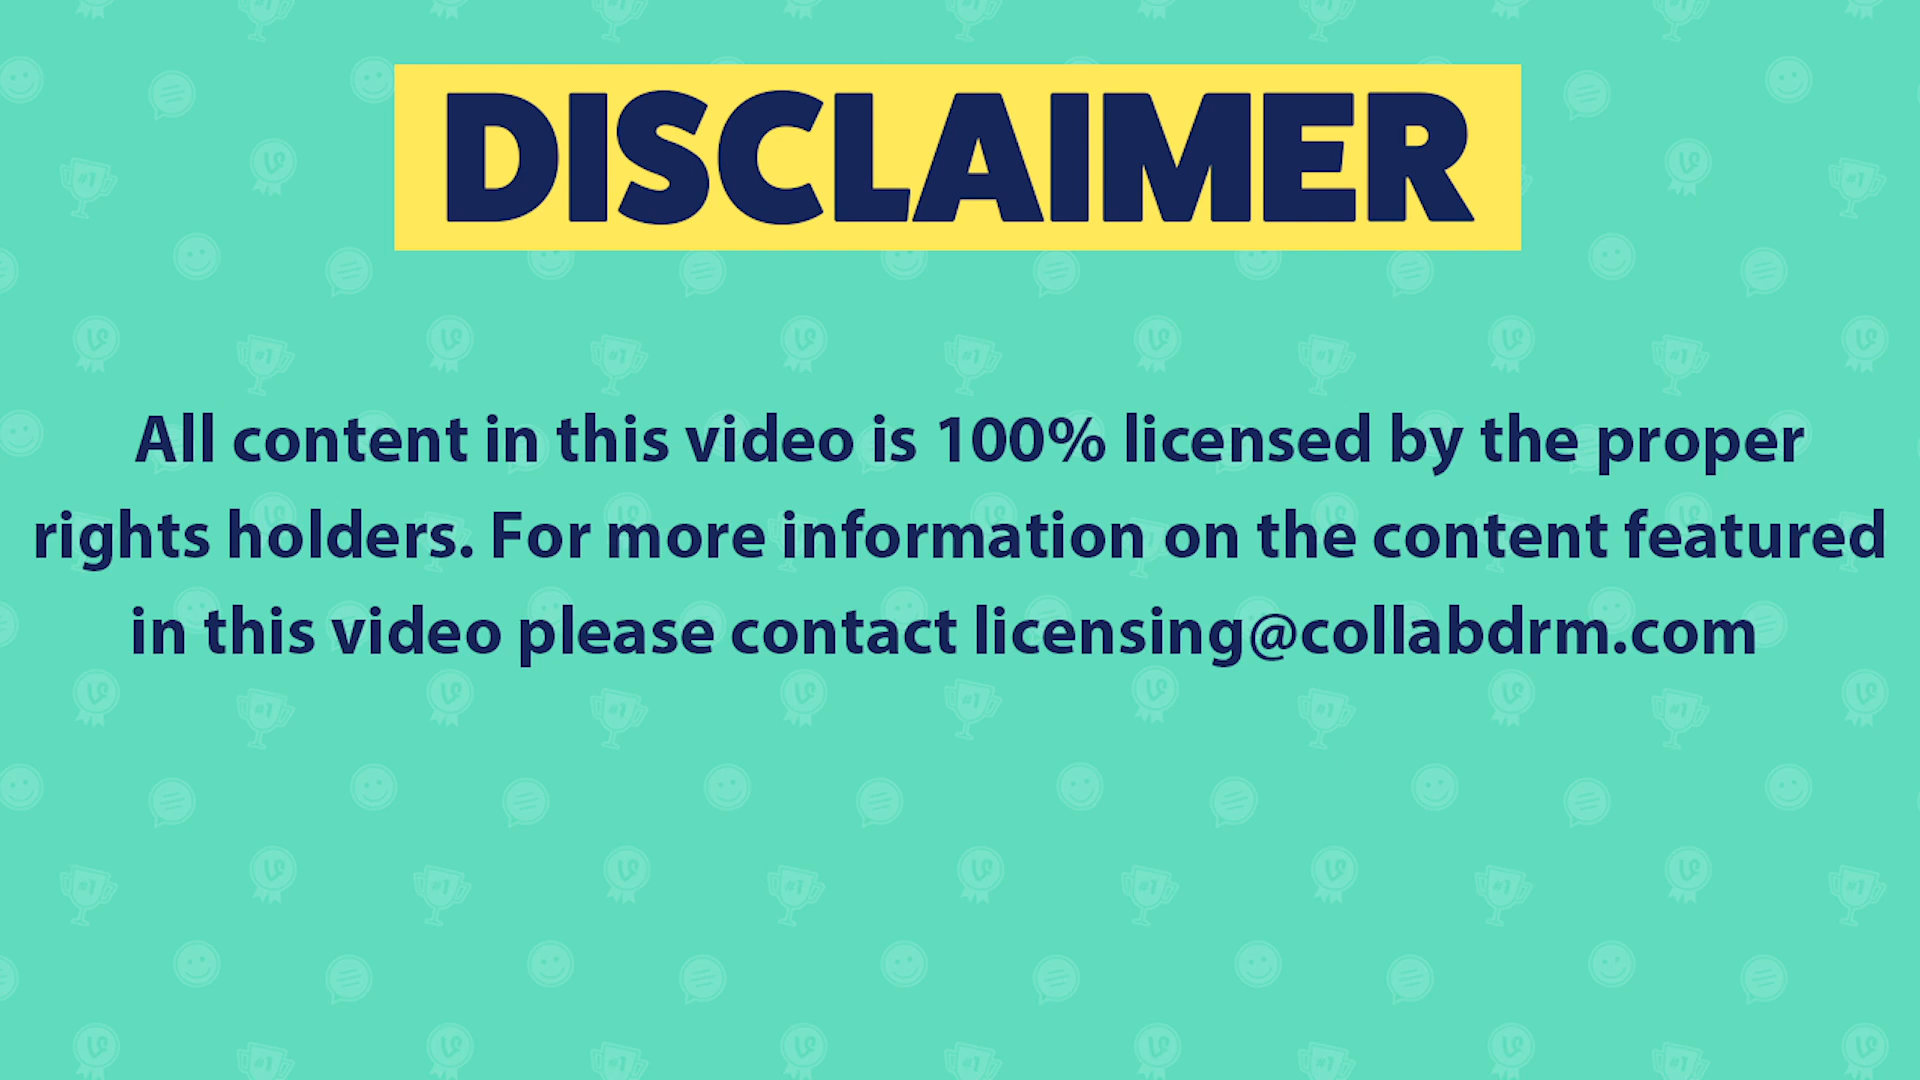 DISCLAIMER
All content in this video is 100% licensed by the proper
rights holders. For more information on the content featured
in this video please contact licensing@collabdrm.com